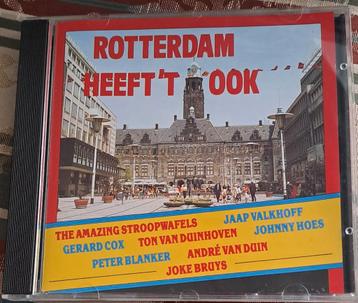 ROTTERDAM
HEEFT 'T OOK
THE AMAZING STROOPWAFELS JAAP VALKHOFF
GERARD COX TON VAN DUINHOVEN JOHNNY HOES
PETER BLANKER ANDRÉ VAN DUIN
JOKE BRUYS